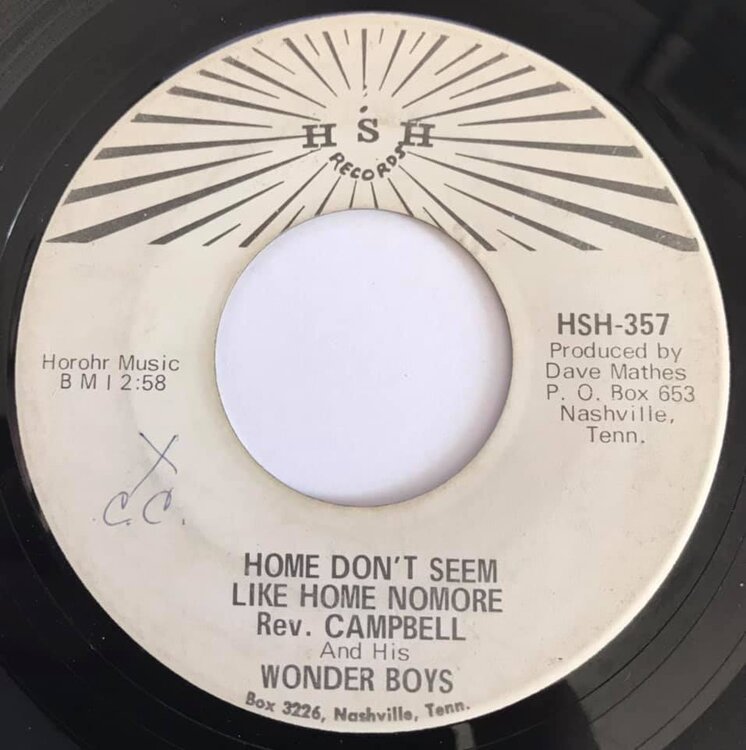 H S H
RECORDS
HSH-357
Produced by
Dave Mathes
P. O. Box 653
Nashville,
Tenn.
Horohr Music
B M I 2:58
X
C.C.
HOME DON'T SEEM
LIKE HOME NOMORE
Rev. CAMPBELL
And His
WONDER BOYS
Box 3226, Nashville, Tenn.